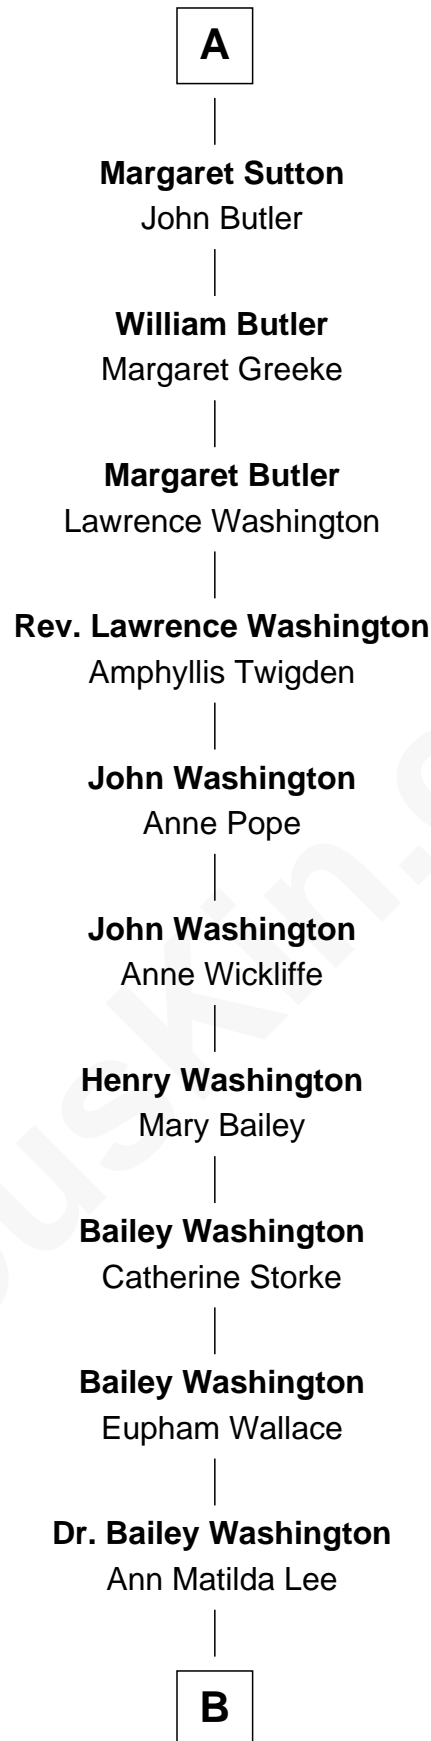 A
Margaret Sutton
John Butler
William Butler
Margaret Greeke
Margaret Butler
Lawrence Washington
Rev. Lawrence Washington
Amphyllis Twigden
John Washington
Anne Pope
John Washington
Anne Wickliffe
Henry Washington
Mary Bailey
Bailey Washington
Catherine Storke
Bailey Washington
Eupham Wallace
Dr. Bailey Washington
Ann Matilda Lee
B